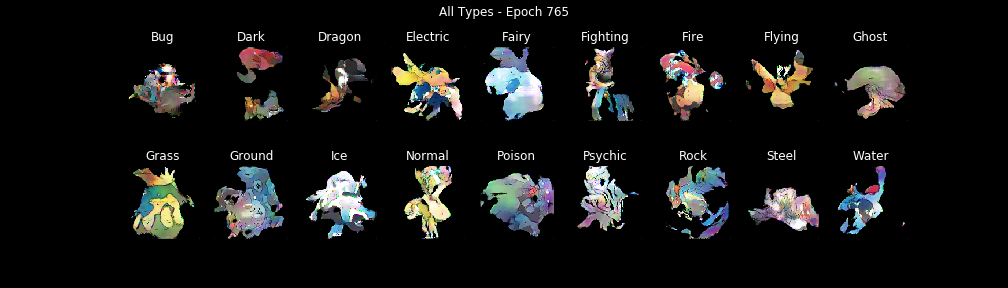 All Types - Epoch 765
Bug Dark Dragon Electric Fairy Fighting Fire Flying Ghost
Grass Ground Ice Normal Poison Psychic Rock Steel Water